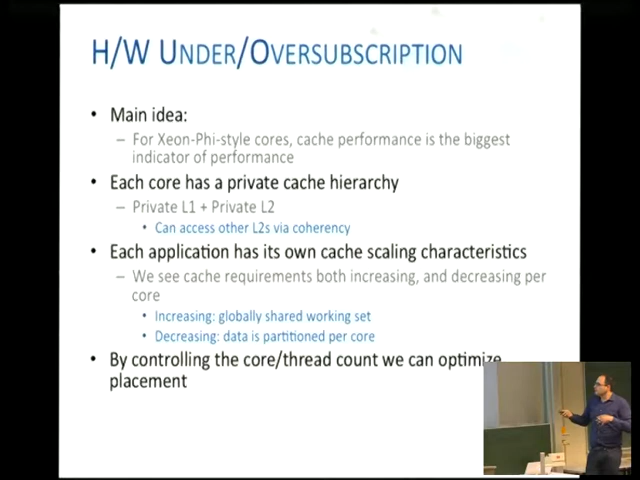 H/W UNDER/OVERSUBSCRIPTION
• Main idea:
– For Xeon-Phi-style cores, cache performance is the biggest
indicator of performance
• Each core has a private cache hierarchy
– Private L1 + Private L2
• Can access other L2s via coherency
• Each application has its own cache scaling characteristics
– We see cache requirements both increasing, and decreasing per
core
• Increasing: globally shared working set
• Decreasing: data is partitioned per core
• By controlling the core/thread count we can optimize
placement